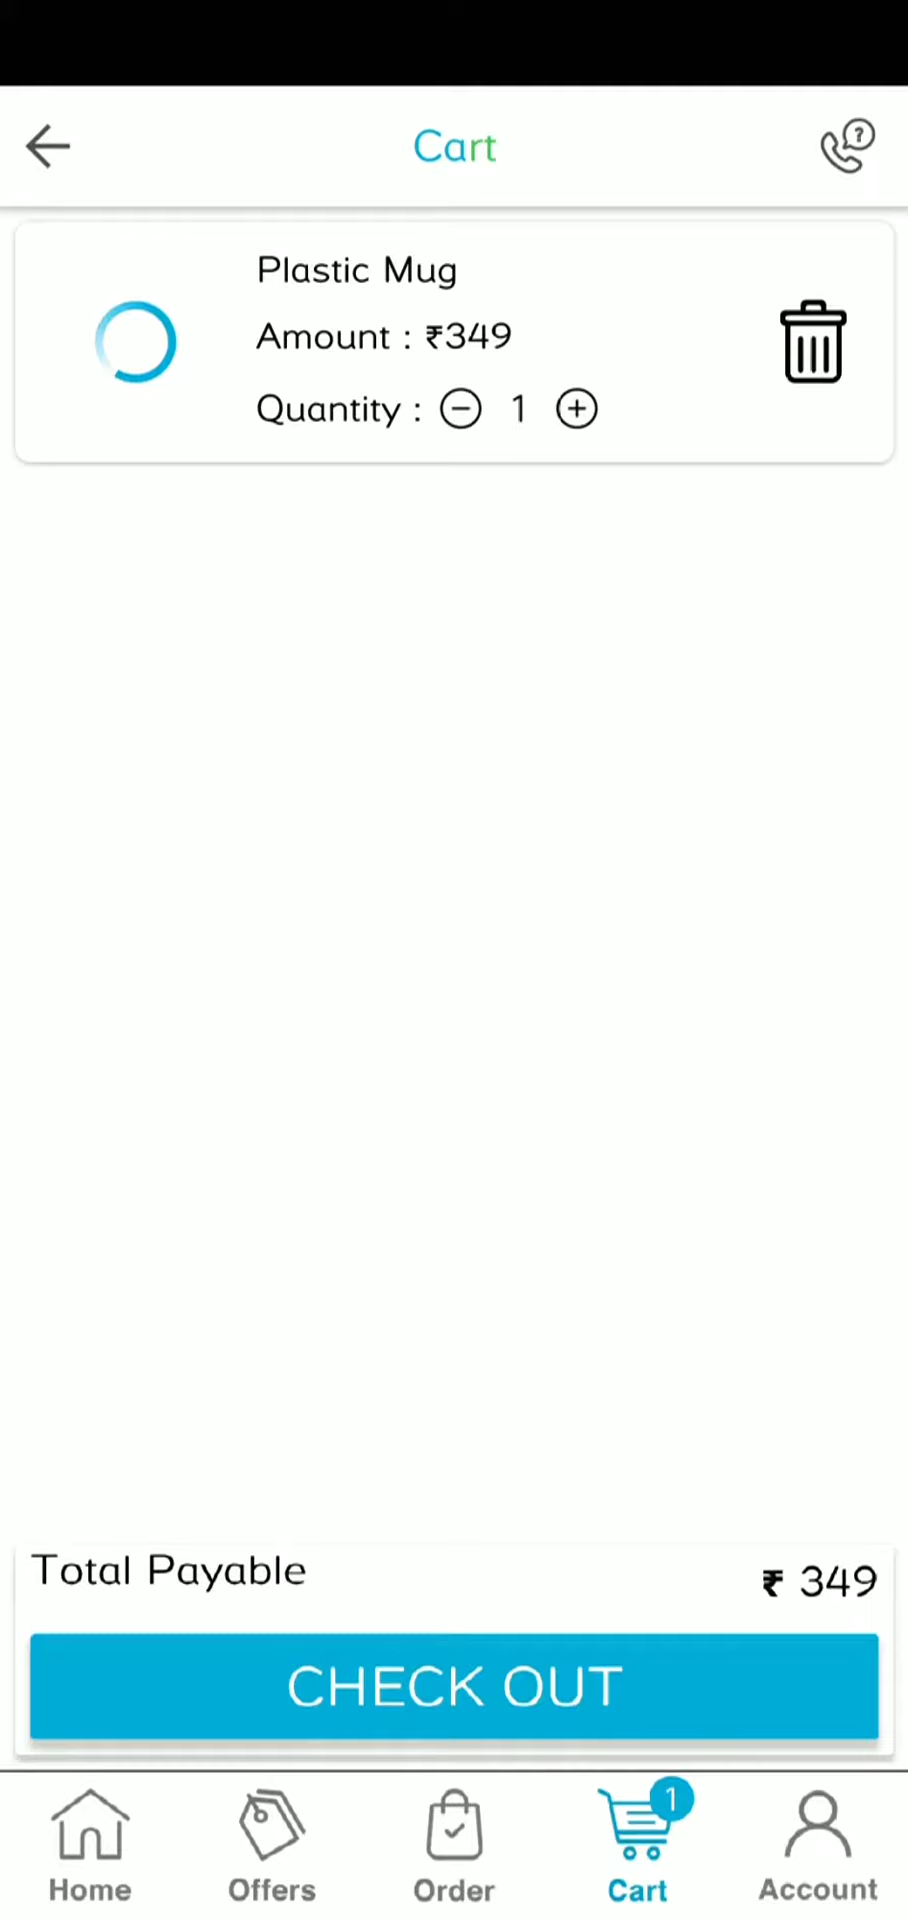 Cart
Plastic Mug
Amount : ₹349
Quantity : 1
Total Payable
₹ 349
CHECK OUT
1
Home Offers Order Cart Account